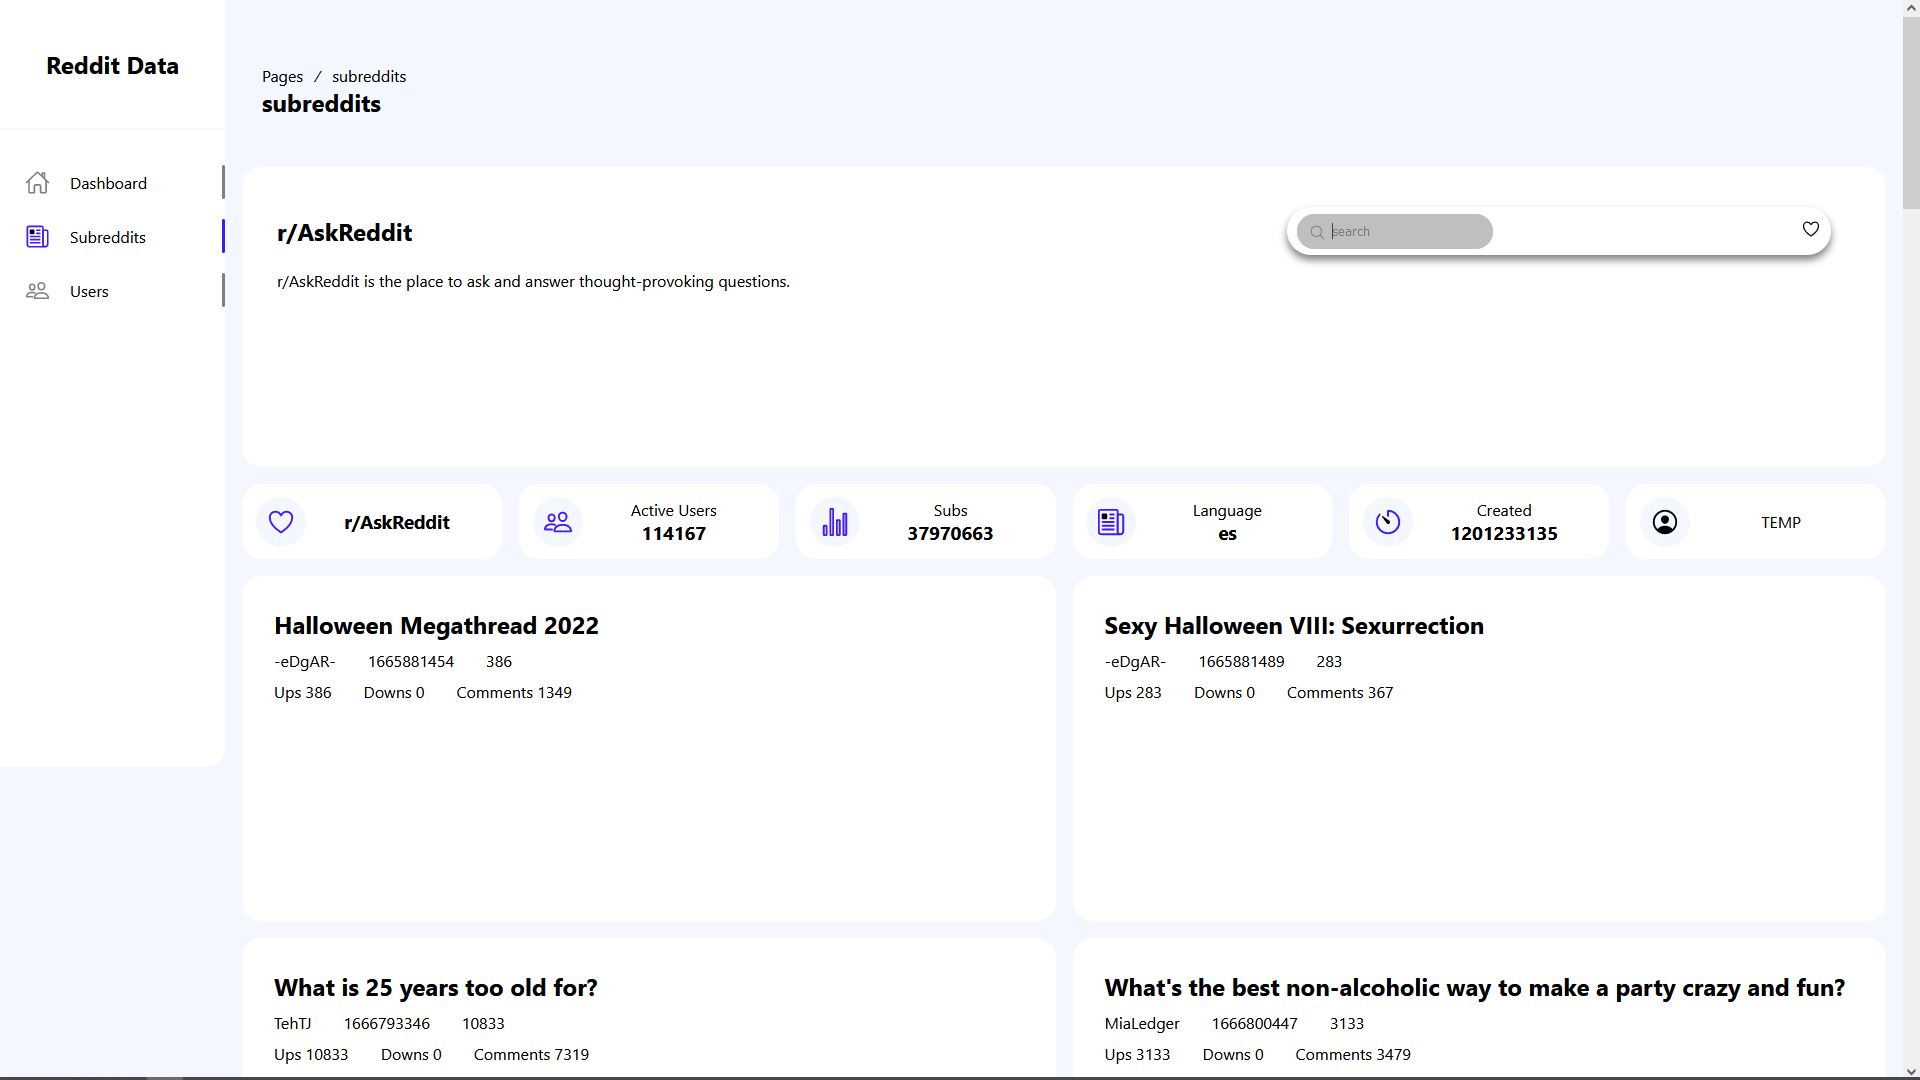 Reddit Data
Dashboard
Subreddits
Users
Pages / subreddits
subreddits
r/AskReddit
search
r/AskReddit is the place to ask and answer thought-provoking questions.
r/AskReddit
Active Users
114167
Subs
37970663
Language
es
Created
1201233135
TEMP
Halloween Megathread 2022
-eDgAR- 1665881454 386
Ups 386 Downs 0 Comments 1349
Sexy Halloween VIII: Sexurrection
-eDgAR- 1665881489 283
Ups 283 Downs 0 Comments 367
What is 25 years too old for?
TehTJ 1666793346 10833
Ups 10833 Downs 0 Comments 7319
What's the best non-alcoholic way to make a party crazy and fun?
MiaLedger 1666800447 3133
Ups 3133 Downs 0 Comments 3479